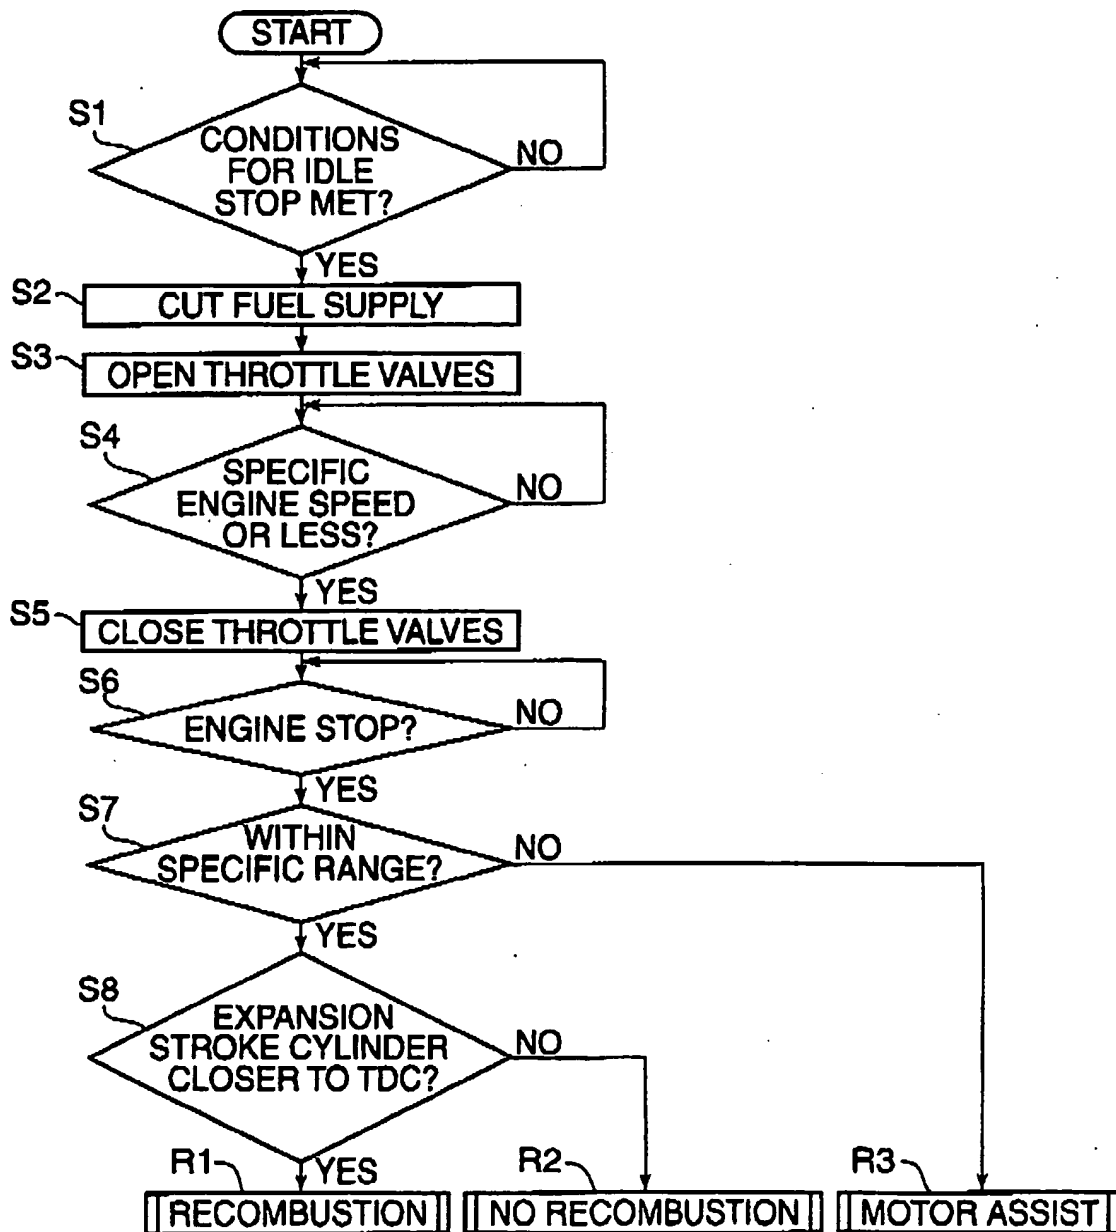 START
S1
CONDITIONS
FOR IDLE
STOP MET?
NO
YES
S2
CUT FUEL SUPPLY
S3
OPEN THROTTLE VALVES
S4
SPECIFIC
ENGINE SPEED
OR LESS?
NO
YES
S5
CLOSE THROTTLE VALVES
S6
ENGINE STOP?
NO
YES
S7
WITHIN
SPECIFIC RANGE?
NO
YES
S8
EXPANSION
STROKE CYLINDER
CLOSER TO TDC?
NO
YES
R1
RECOMBUSTION
R2
NO RECOMBUSTION
R3
MOTOR ASSIST